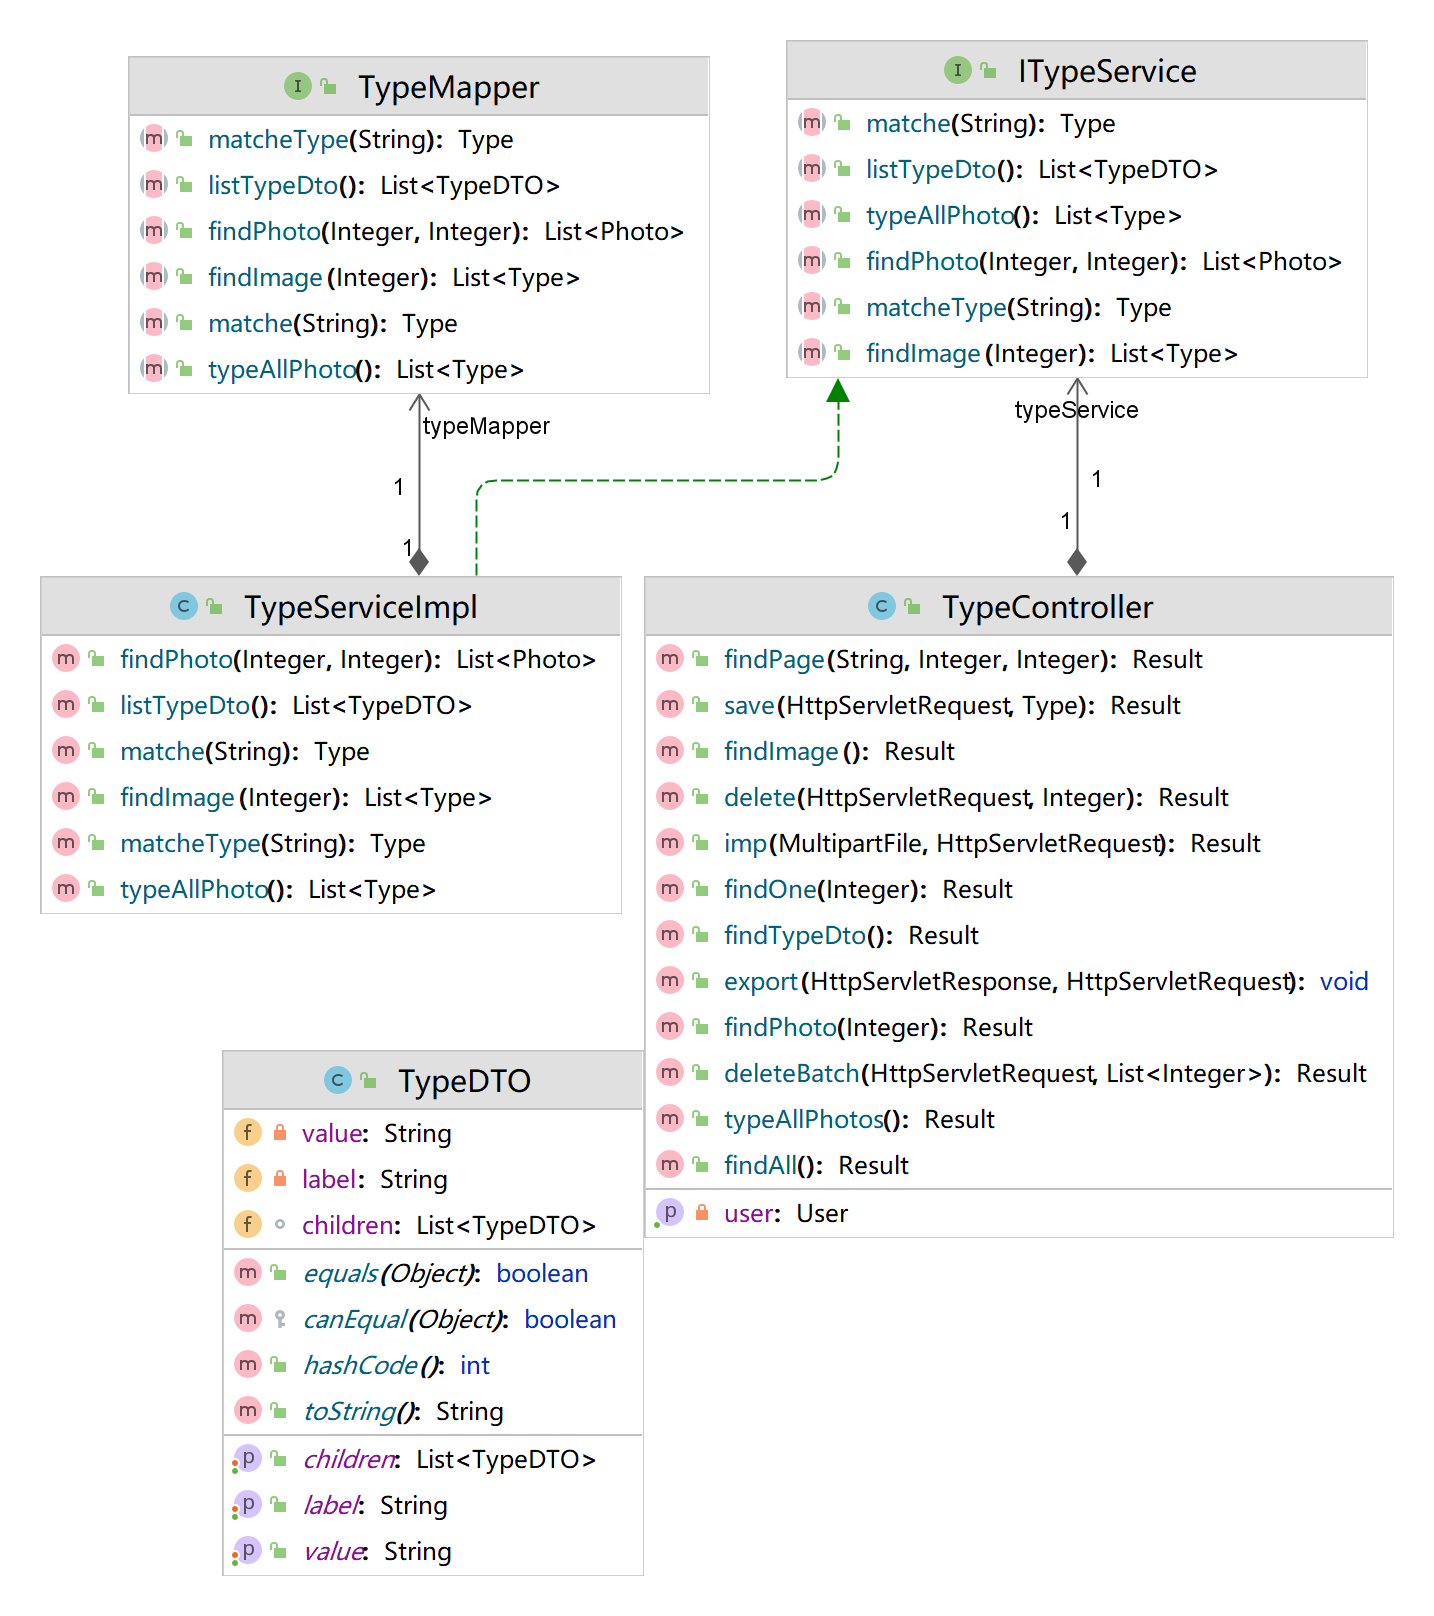 TypeMapper
matcheType(String): Type
listTypeDto(): List<TypeDTO>
findPhoto(Integer, Integer): List<Photo>
findImage(Integer): List<Type>
matche(String): Type
typeAllPhoto(): List<Type>
ITypeService
matche(String): Type
listTypeDto(): List<TypeDTO>
typeAllPhoto(): List<Type>
findPhoto(Integer, Integer): List<Photo>
matcheType(String): Type
findImage(Integer): List<Type>
typeMapper
1
1
typeService
1
1
TypeServiceImpl
findPhoto(Integer, Integer): List<Photo>
listTypeDto(): List<TypeDTO>
matche(String): Type
findImage(Integer): List<Type>
matcheType(String): Type
typeAllPhoto(): List<Type>
TypeController
findPage(String, Integer, Integer): Result
save(HttpServletRequest, Type): Result
findImage(): Result
delete(HttpServletRequest, Integer): Result
imp(MultipartFile, HttpServletRequest): Result
findOne(Integer): Result
findTypeDto(): Result
export(HttpServletResponse, HttpServletRequest): void
findPhoto(Integer): Result
deleteBatch(HttpServletRequest, List<Integer>): Result
typeAllPhotos(): Result
findAll(): Result
user: User
TypeDTO
value: String
label: String
children: List<TypeDTO>
equals(Object): boolean
canEqual(Object): boolean
hashCode(): int
toString(): String
children: List<TypeDTO>
label: String
value: String